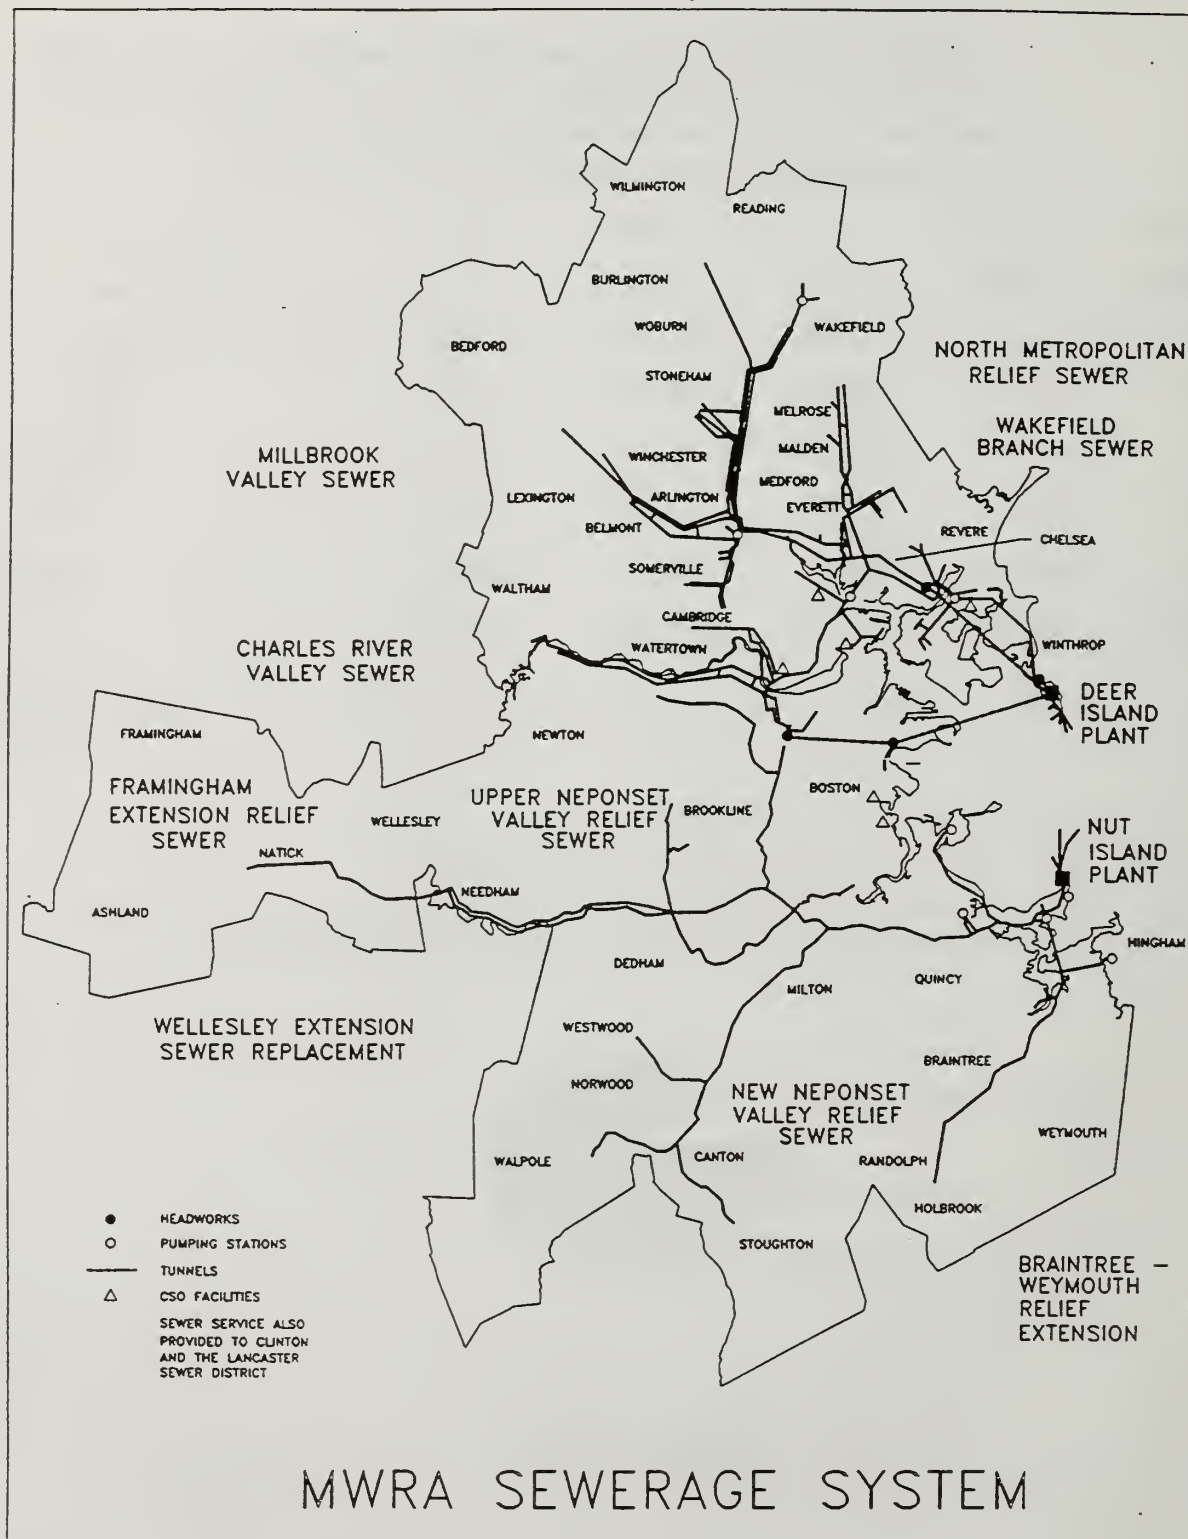 WILMINGTON
READING
BURLINGTON
WOBURN
WAKEFIELD
BEDFORD
NORTH METROPOLITAN
RELIEF SEWER
STONEHAM
MELROSE
WAKEFIELD
BRANCH SEWER
MALDEN
MILLBROOK
VALLEY SEWER
WINCHESTER
MEDFORD
LEXINGTON
ARLINGTON
EVERETT
BELMONT
REVERE
CHELSEA
SOMERVILLE
WALTHAM
CAMBRIDGE
CHARLES RIVER
VALLEY SEWER
WATERTOWN
WINTHROP
DEER
ISLAND
PLANT
FRAMINGHAM
NEWTON
FRAMINGHAM
EXTENSION RELIEF
SEWER
UPPER NEPONSET
VALLEY RELIEF
SEWER
BOSTON
BROOKLINE
WELLESLEY
NUT
ISLAND
PLANT
NATICK
NEEDHAM
ASHLAND
HINGHAM
DEDHAM
MILTON
QUINCY
WELLESLEY EXTENSION
SEWER REPLACEMENT
WESTWOOD
BRAINTREE
NORWOOD
NEW NEPONSET
VALLEY RELIEF
SEWER
WEYMOUTH
WALPOLE
CANTON
RANDOLPH
HOLBROOK
STOUGHTON
HEADWORKS
PUMPING STATIONS
TUNNELS
CSO FACILITIES
SEWER SERVICE ALSO
PROVIDED TO CLINTON
AND THE LANCASTER
SEWER DISTRICT
BRAINTREE –
WEYMOUTH
RELIEF
EXTENSION
MWRA SEWERAGE SYSTEM